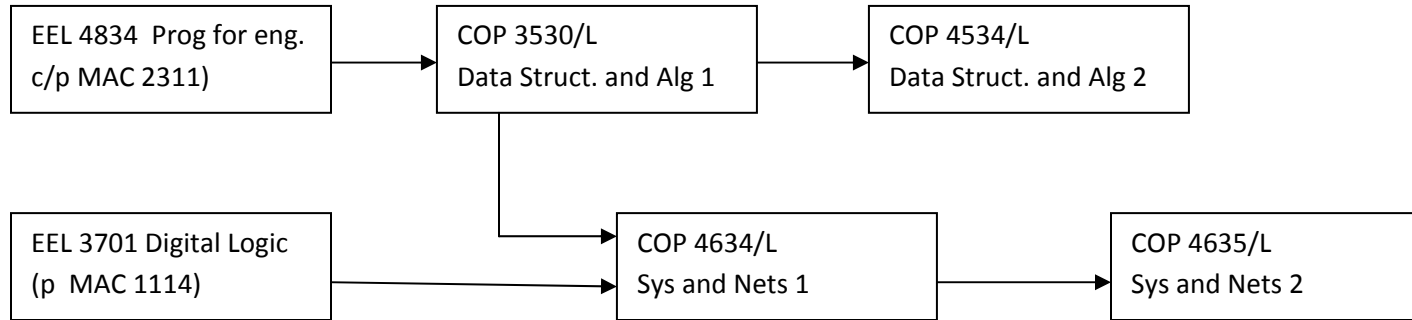 EEL 4834  Prog for eng.
c/p MAC 2311)
COP 3530/L
Data Struct. and Alg 1
COP 4534/L
Data Struct. and Alg 2
EEL 3701 Digital Logic
(p  MAC 1114)
COP 4634/L
Sys and Nets 1
COP 4635/L
Sys and Nets 2